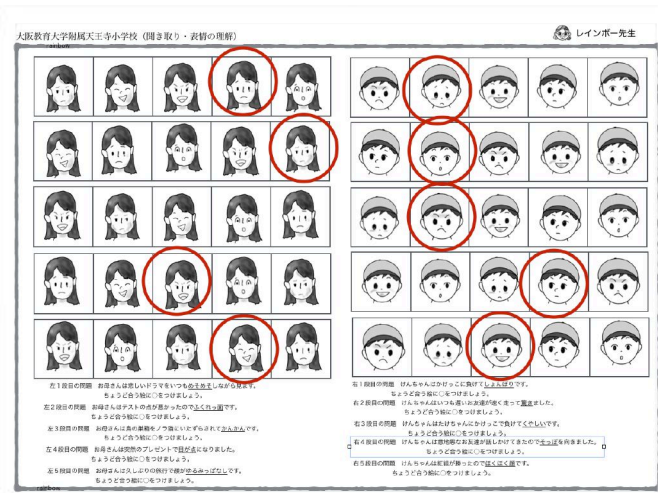 大阪教育大学附属天王寺小学校（聞き取り・表情の理解）
レインボー先生
rainbow
左1段目の問題　お母さんは悲しいドラマをいつもめそめそしながら見ます。
ちょうど合う絵に○をつけましょう。
左2段目の問題　お母さんはテストの点が悪かったのでふくれっ面です。
ちょうど合う絵に○をつけましょう。
左3段目の問題　お母さんは鳥の巣箱をノラ猫にいたずらされてかんかんです。
ちょうど合う絵に○をつけましょう。
左4段目の問題　お母さんは突然のプレゼントで目が点になりました。
ちょうど合う絵に○をつけましょう。
左5段目の問題　お母さんは久しぶりの旅行で顔がゆるみっぱなしです。
ちょうど合う絵に○をつけましょう。
rainbow
右1段目の問題　けんちゃんはかけっこに負けてしょんぼりです。
ちょうど合う絵に○をつけましょう。
右2段目の問題　けんちゃんはいつも遅いお友達が速く走って驚きました。
ちょうど合う絵に○をつけましょう。
右3段目の問題　けんちゃんはたけちゃんにかけっこで負けてくやしいです。
ちょうど合う絵に○をつけましょう。
右4段目の問題　けんちゃんは意地悪なお友達が話しかけてきたのでそっぽを向きました。
ちょうど合う絵に○をつけましょう。
右5段目の問題　けんちゃんは紅組が勝ったのでほくほく顔です。
ちょうど合う絵に○をつけましょう。